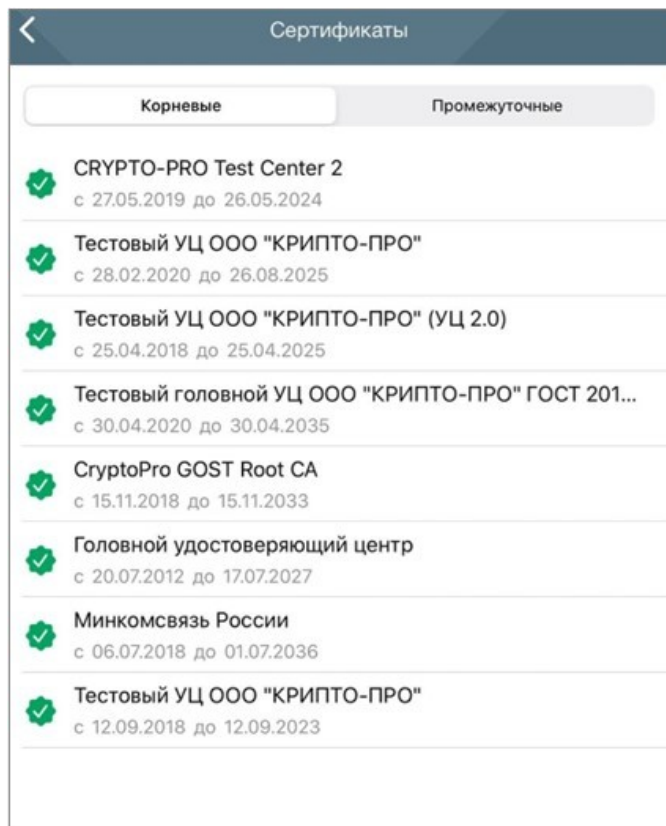 Сертификаты
Корневые
Промежуточные
CRYPTO-PRO Test Center 2
с 27.05.2019 до 26.05.2024
Тестовый УЦ ООО "КРИПТО-ПРО"
с 28.02.2020 до 26.08.2025
Тестовый УЦ ООО "КРИПТО-ПРО" (УЦ 2.0)
с 25.04.2018 до 25.04.2025
Тестовый головной УЦ ООО "КРИПТО-ПРО" ГОСТ 201...
с 30.04.2020 до 30.04.2035
CryptoPro GOST Root CA
с 15.11.2018 до 15.11.2033
Головной удостоверяющий центр
с 20.07.2012 до 17.07.2027
Минкомсвязь России
с 06.07.2018 до 01.07.2036
Тестовый УЦ ООО "КРИПТО-ПРО"
с 12.09.2018 до 12.09.2023